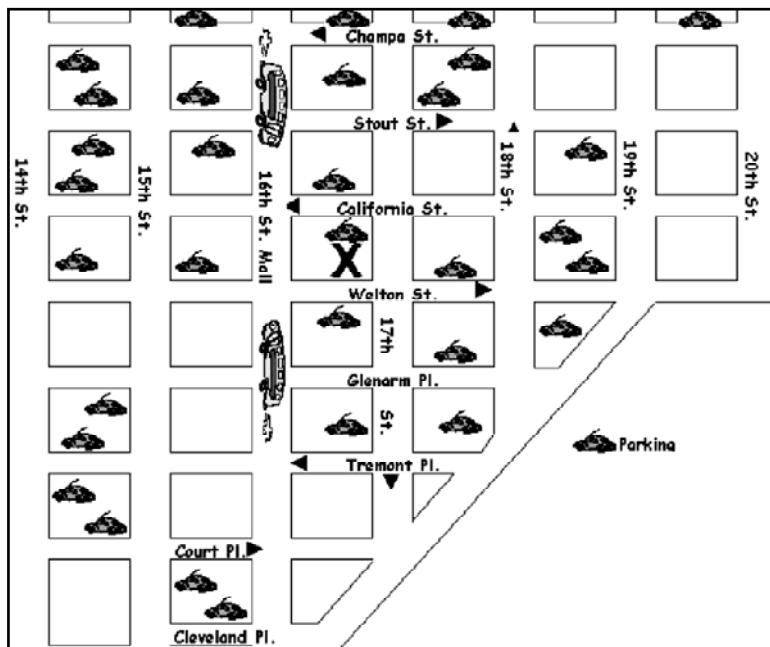 Champa St.
Stout St.
14th St.
15th St.
16th St. Mall
18th St.
19th St.
20th St.
California St.
X
Welton St.
17th St.
Glenarm Pl.
Parking
Tremont Pl.
Court Pl.
Cleveland Pl.